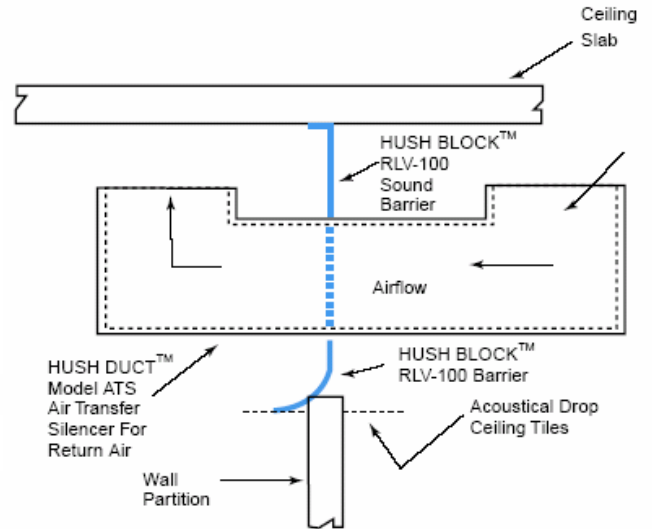 Ceiling
Slab
HUSH BLOCK™
RLV-100
Sound
Barrier
Airflow
HUSH DUCT™
Model ATS
Air Transfer
Silencer For
Return Air
HUSH BLOCK™
RLV-100 Barrier
Acoustical Drop
Ceiling Tiles
Wall
Partition